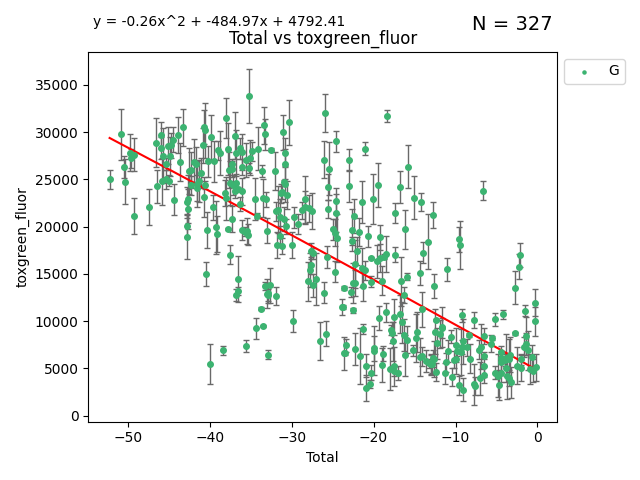 y = -0.26x^2 + -484.97x + 4792.41
N = 327
Total vs toxgreen_fluor
G
35000
30000
25000
20000
15000
10000
5000
0
toxgreen_fluor
−50 −40 −30 −20 −10 0
Total